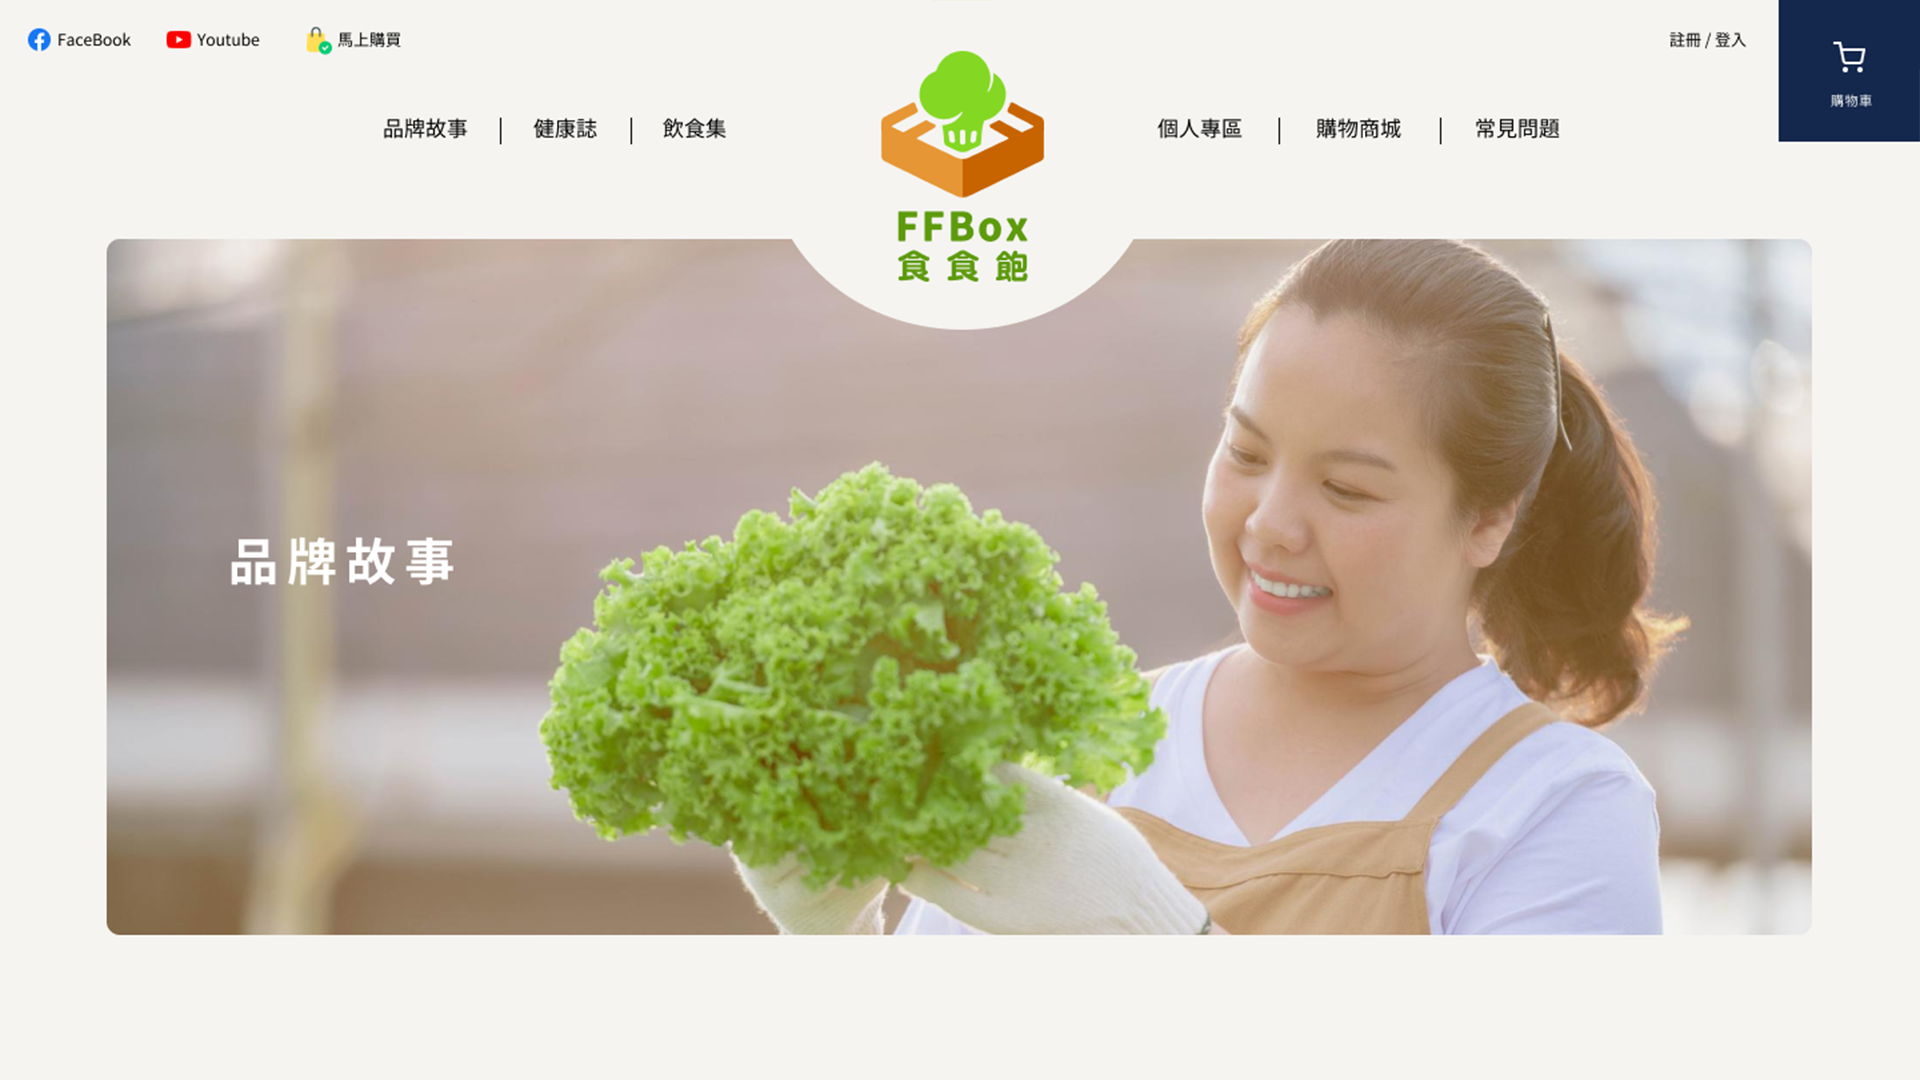 FaceBook
Youtube
馬上購買
註冊 / 登入
購物車
品牌故事
健康誌
飲食集
個人專區
購物商城
常見問題
FFBox
食食飽
品牌故事